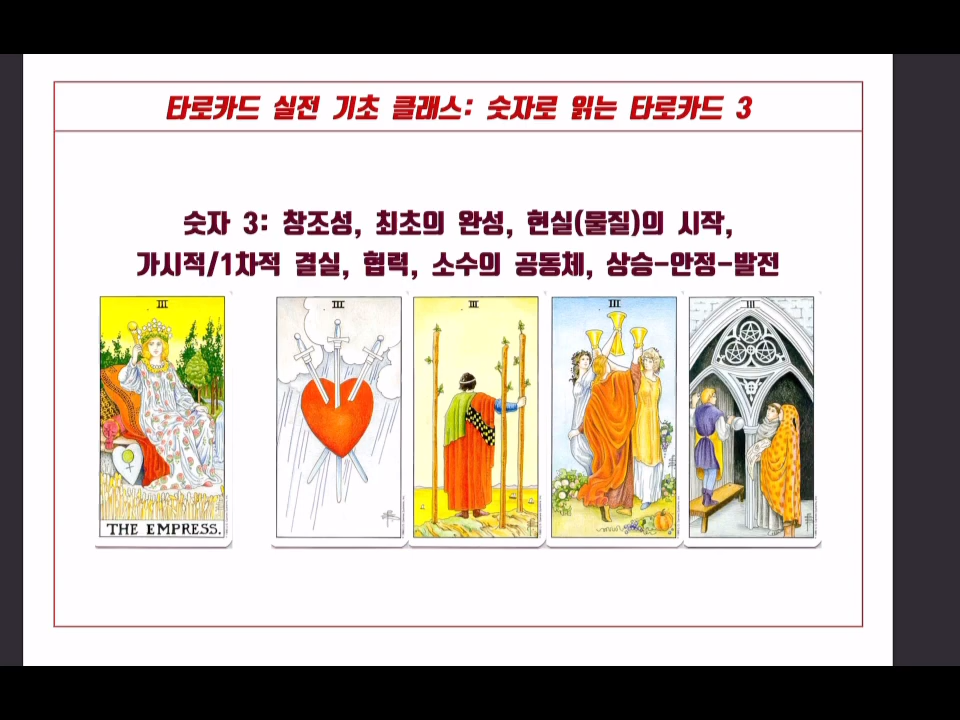 타로카드 실전 기초 클래스: 숫자로 읽는 타로카드 3
숫자 3: 창조성, 최초의 완성, 현실(물질)의 시작,
가시적/1차적 결실, 협력, 소수의 공동체, 상승-안정-발전
III
III
III
III
III
THE EMPRESS.